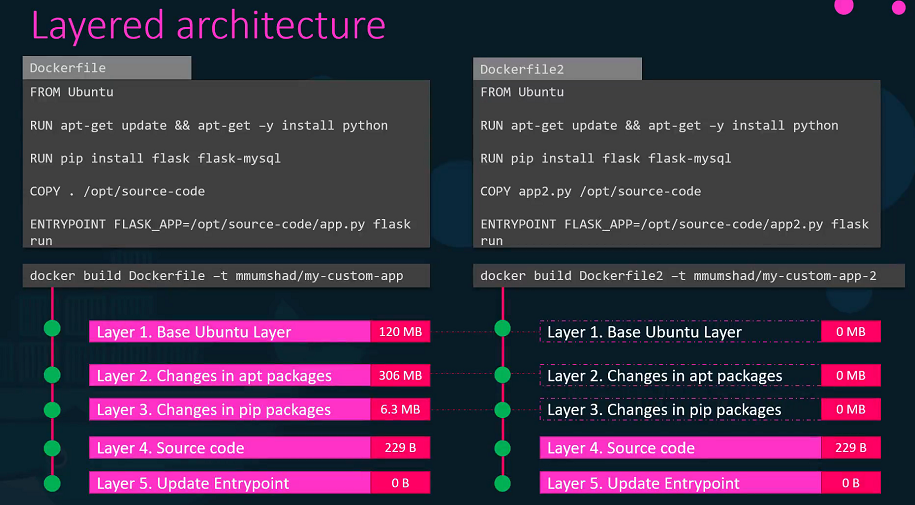 Layered architecture
Dockerfile
FROM Ubuntu
RUN apt-get update && apt-get –y install python
RUN pip install flask flask-mysql
COPY . /opt/source-code
ENTRYPOINT FLASK_APP=/opt/source-code/app.py flask
run
docker build Dockerfile –t mmumshad/my-custom-app
Layer 1. Base Ubuntu Layer 120 MB
Layer 2. Changes in apt packages 306 MB
Layer 3. Changes in pip packages 6.3 MB
Layer 4. Source code 229 B
Layer 5. Update Entrypoint 0 B
Dockerfile2
FROM Ubuntu
RUN apt-get update && apt-get –y install python
RUN pip install flask flask-mysql
COPY app2.py /opt/source-code
ENTRYPOINT FLASK_APP=/opt/source-code/app2.py flask
run
docker build Dockerfile2 –t mmumshad/my-custom-app-2
Layer 1. Base Ubuntu Layer 0 MB
Layer 2. Changes in apt packages 0 MB
Layer 3. Changes in pip packages 0 MB
Layer 4. Source code 229 B
Layer 5. Update Entrypoint 0 B